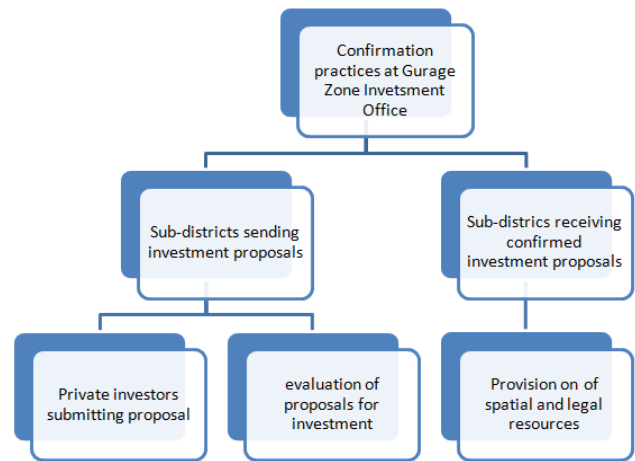 Confirmation
practices at Gurage
Zone Invetsment
Office
Sub-districts sending
investment proposals
Sub-districs receiving
confirmed
investment proposals
Private investors
submitting proposal
evaluation of
proposals for
investment
Provision on of
spatial and legal
resources